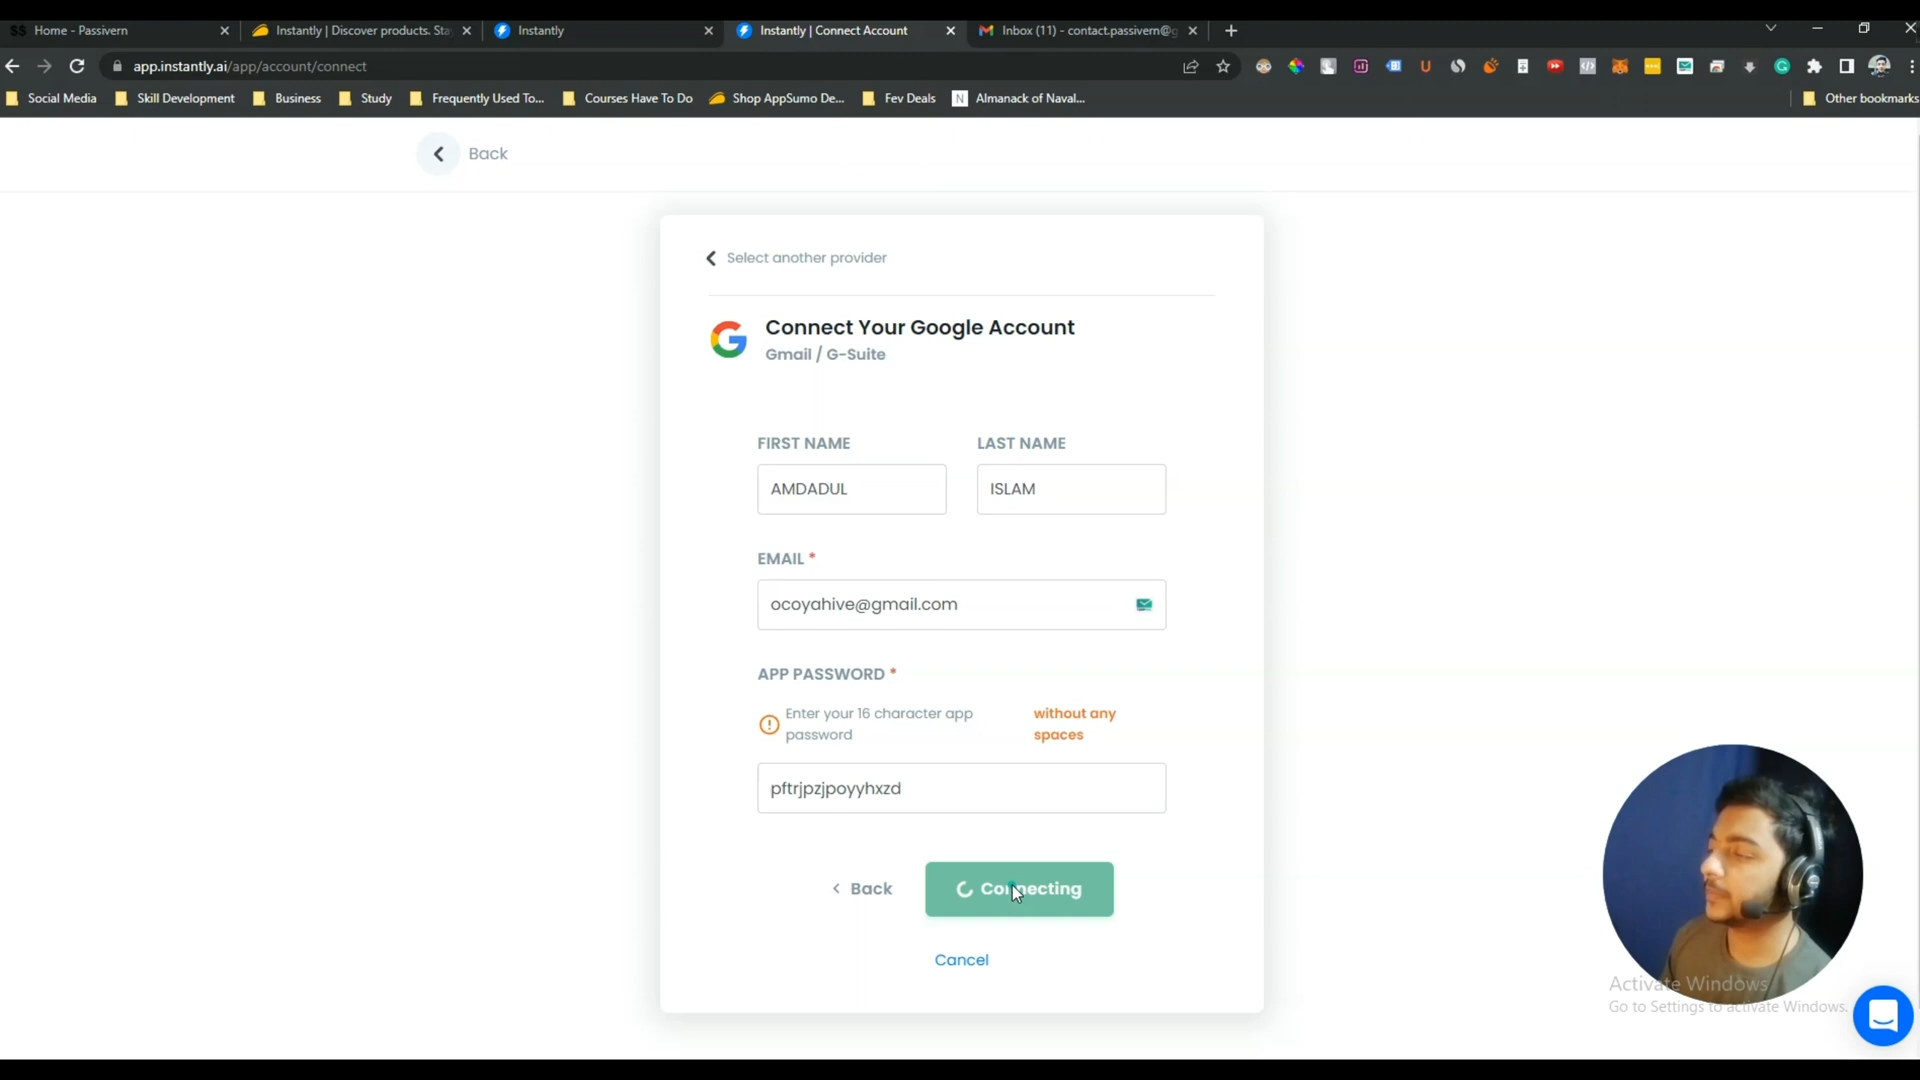 Home - Passivern
Instantly | Discover products. Sta
Instantly
Instantly | Connect Account
Inbox (11) - contact.passivern@g
app.instantly.ai/app/account/connect
Social Media
Skill Development
Business
Study
Frequently Used To...
Courses Have To Do
Shop AppSumo De...
Fev Deals
Almanack of Naval...
Other bookmarks
Back
Select another provider
Connect Your Google Account
Gmail / G-Suite
FIRST NAME
LAST NAME
AMDADUL
ISLAM
EMAIL *
ocoyahive@gmail.com
APP PASSWORD *
Enter your 16 character app
password
without any
spaces
pftrjpzjpoyyhxzd
Back
Connecting
Cancel
Activate Windows
Go to Settings to activate Windows.